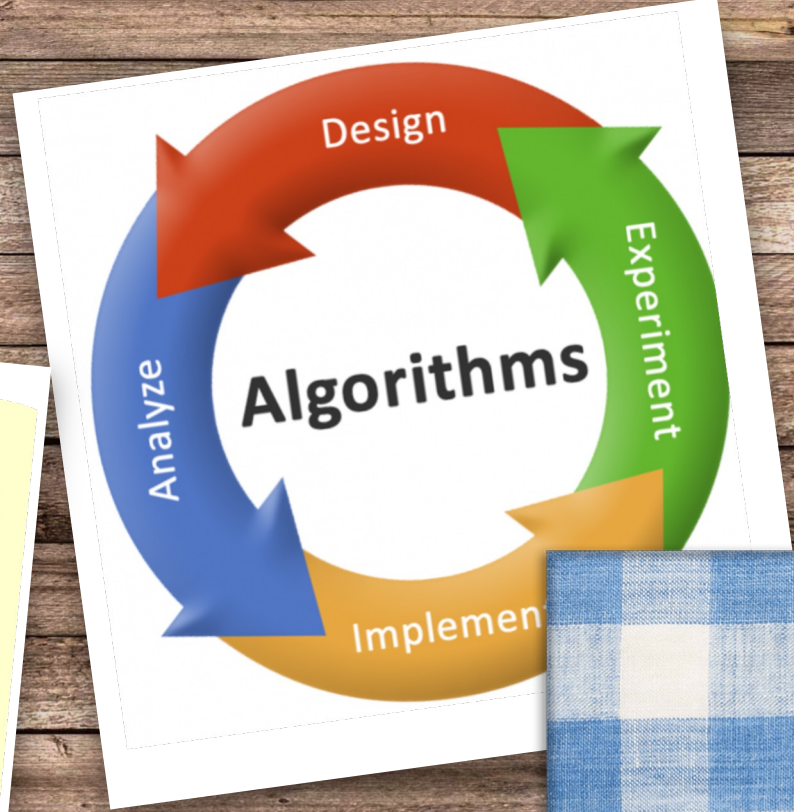 Design
Experiment
Algorithms
Analyze
Implement